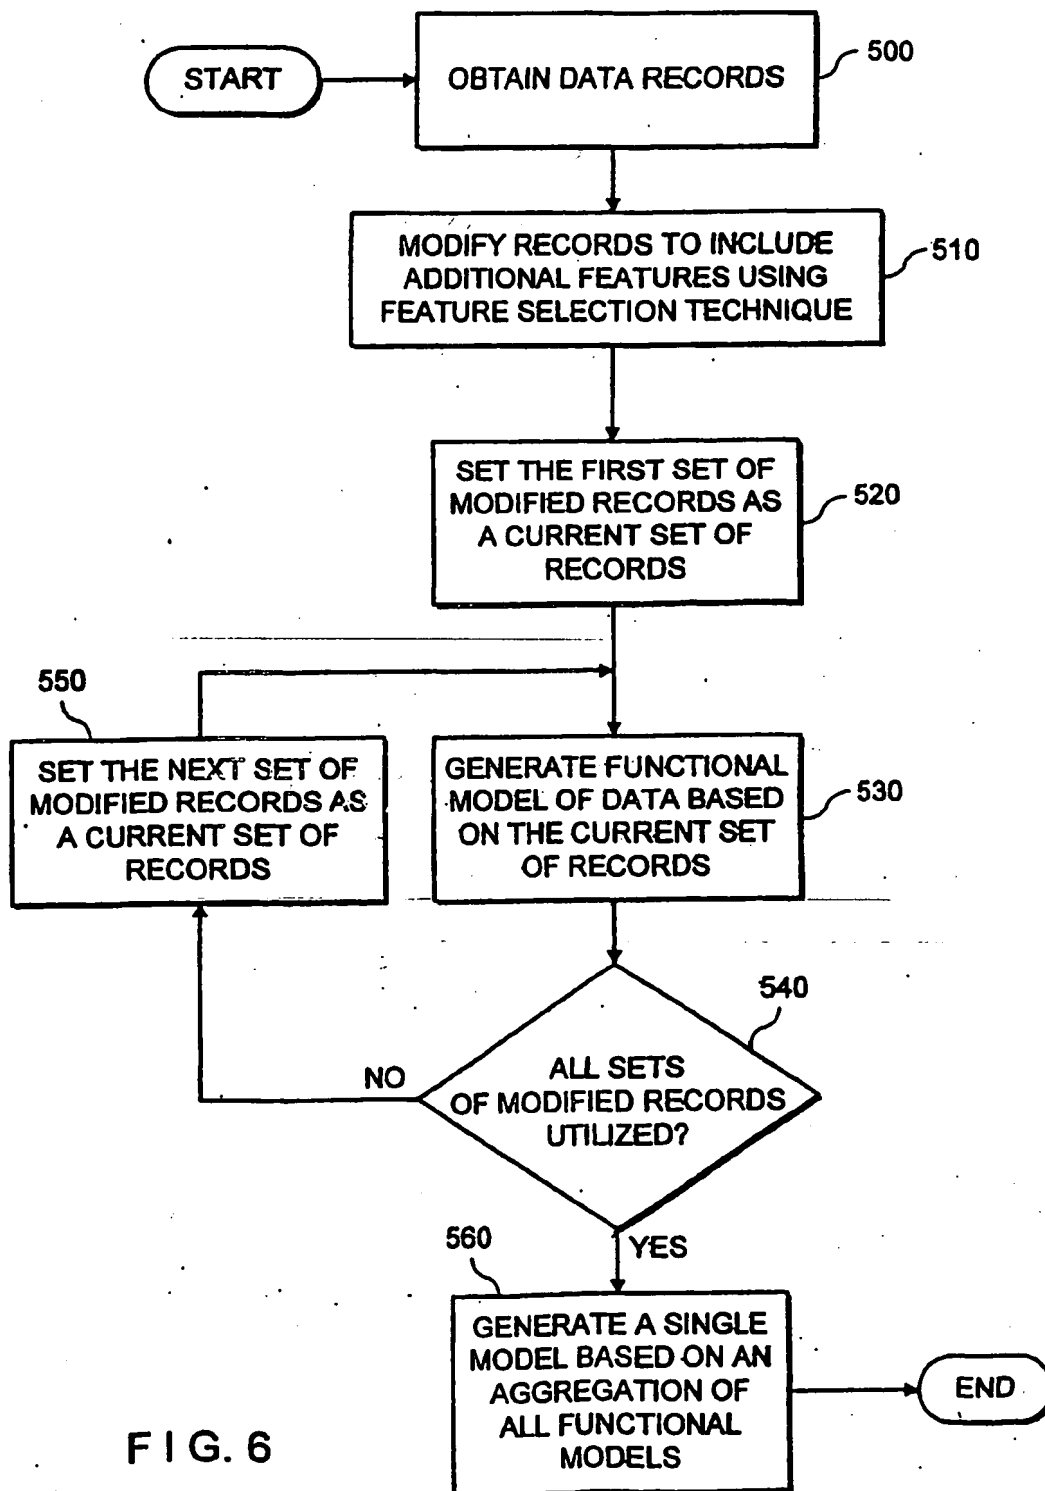 START
OBTAIN DATA RECORDS
500
MODIFY RECORDS TO INCLUDE
ADDITIONAL FEATURES USING
FEATURE SELECTION TECHNIQUE
510
SET THE FIRST SET OF
MODIFIED RECORDS AS
A CURRENT SET OF
RECORDS
520
550
SET THE NEXT SET OF
MODIFIED RECORDS AS
A CURRENT SET OF
RECORDS
GENERATE FUNCTIONAL
MODEL OF DATA BASED
ON THE CURRENT SET
OF RECORDS
530
540
ALL SETS
OF MODIFIED RECORDS
UTILIZED?
NO
YES
560
GENERATE A SINGLE
MODEL BASED ON AN
AGGREGATION OF
ALL FUNCTIONAL
MODELS
END
FIG. 6